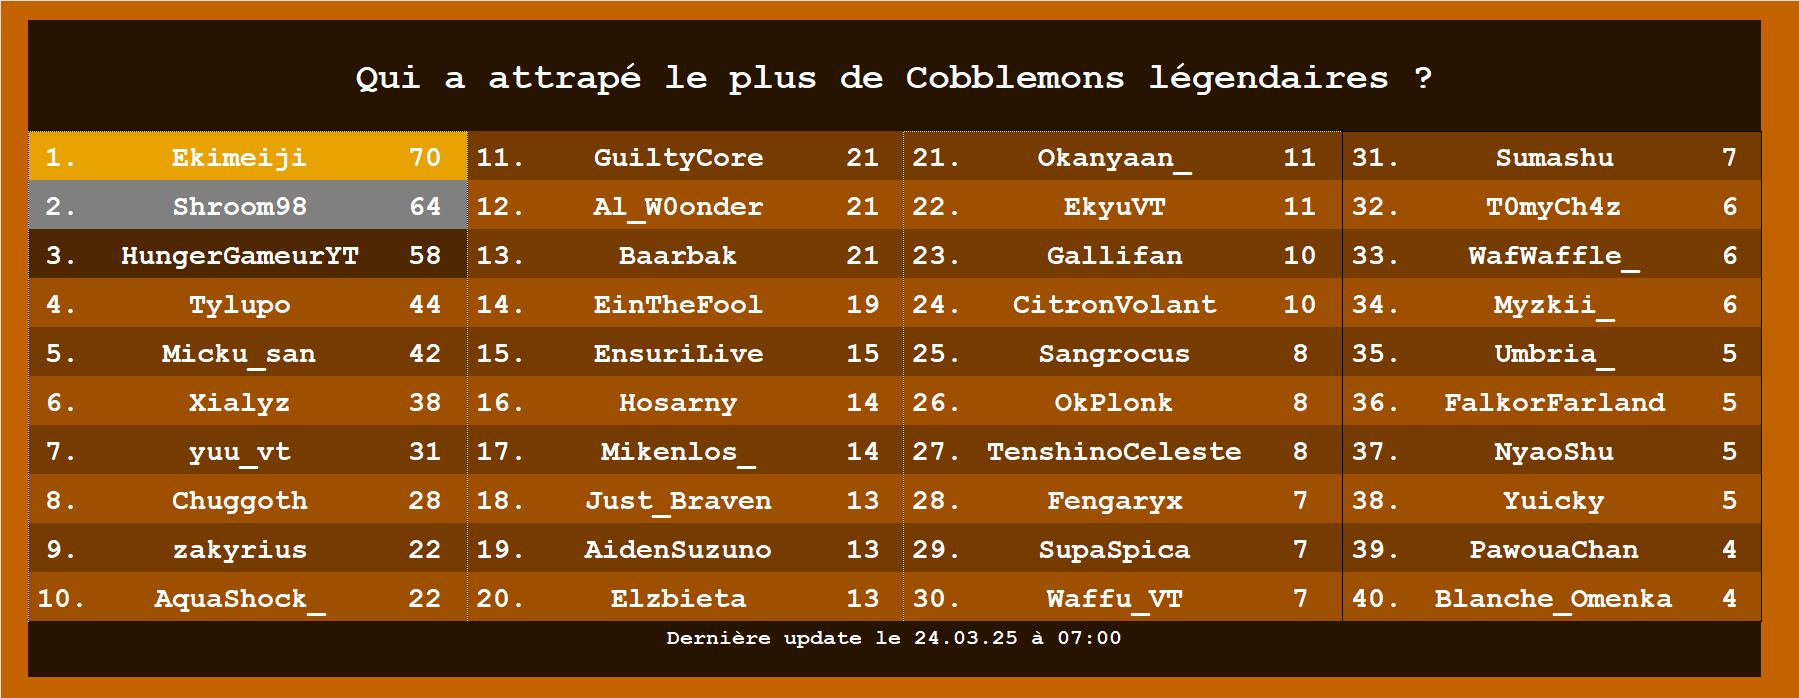 Qui a attrapé le plus de Cobblemons légendaires ?
1. Ekimeiji 70
2. Shroom98 64
3. HungerGameurYT 58
4. Tylupo 44
5. Micku_san 42
6. Xialyz 38
7. yuu_vt 31
8. Chuggoth 28
9. zakyrius 22
10. AquaShock_ 22
11. GuiltyCore 21
12. Al_W0onder 21
13. Baarbak 21
14. EinTheFool 19
15. EnsuriLive 15
16. Hosarny 14
17. Mikenlos_ 14
18. Just_Braven 13
19. AidenSuzuno 13
20. Elzbieta 13
21. Okanyaan_ 11
22. EkyuVT 11
23. Gallifan 10
24. CitronVolant 10
25. Sangrocus 8
26. OkPlonk 8
27. TenshinoCeleste 8
28. Fengaryx 7
29. SupaSpica 7
30. Waffu_VT 7
31. Sumashu 7
32. T0myCh4z 6
33. WafWaffle_ 6
34. Myzkii_ 6
35. Umbria_ 5
36. FalkorFarland 5
37. NyaoShu 5
38. Yuicky 5
39. PawouaChan 4
40. Blanche_Omenka 4
Dernière update le 24.03.25 à 07:00